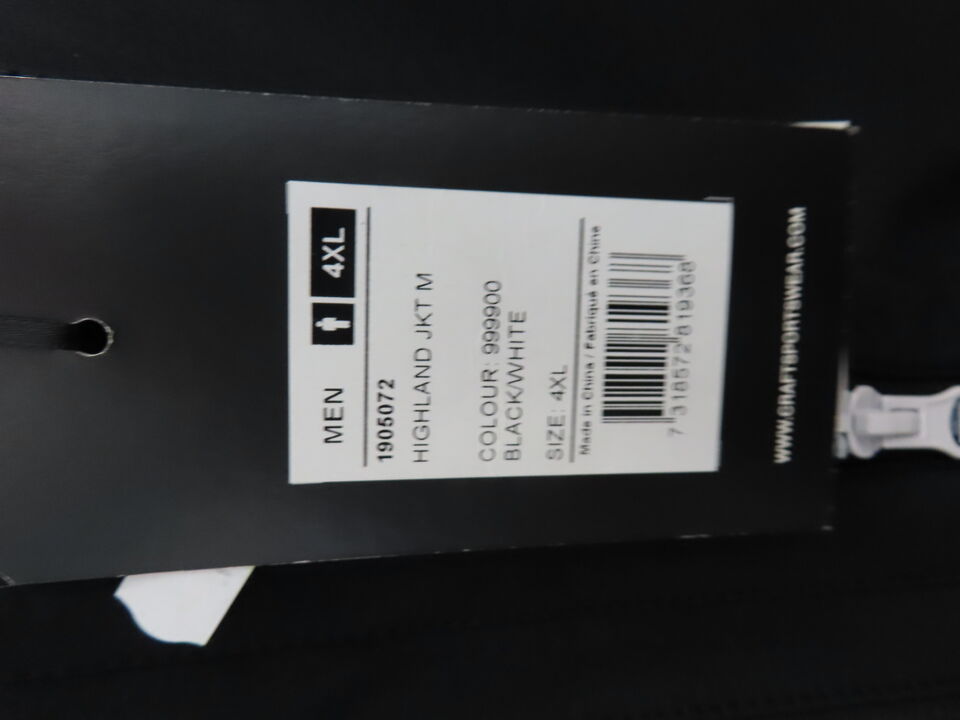 MEN 4XL
1905072
HIGHLAND JKT M
COLOUR: 999900
BLACK/WHITE
SIZE: 4XL
Made in China / Fabriqué en Chine
7 318572 819368
WWW.CRAFTSPORTSWEAR.COM